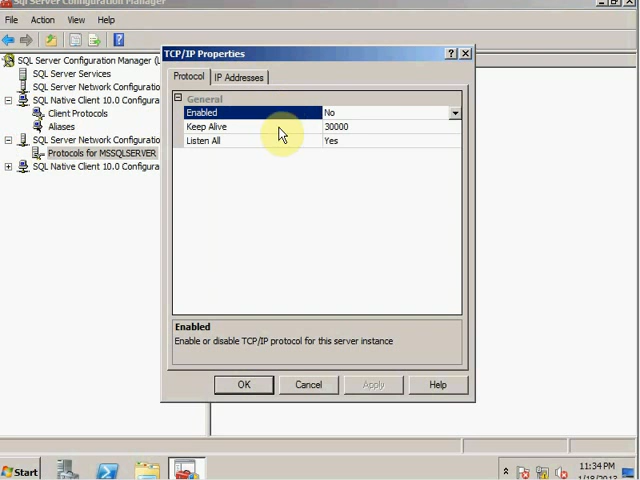 Sql Server Configuration Manager
File Action View Help
SQL Server Configuration Manager (L
SQL Server Services
SQL Server Network Configuratio
SQL Native Client 10.0 Configura
Client Protocols
Aliases
SQL Server Network Configuratio
Protocols for MSSQLSERVER
SQL Native Client 10.0 Configura
TCP/IP Properties
Protocol IP Addresses
General
Enabled No
Keep Alive 30000
Listen All Yes
Enabled
Enable or disable TCP/IP protocol for this server instance
OK Cancel Apply Help
Start
11:34 PM
1/18/2013